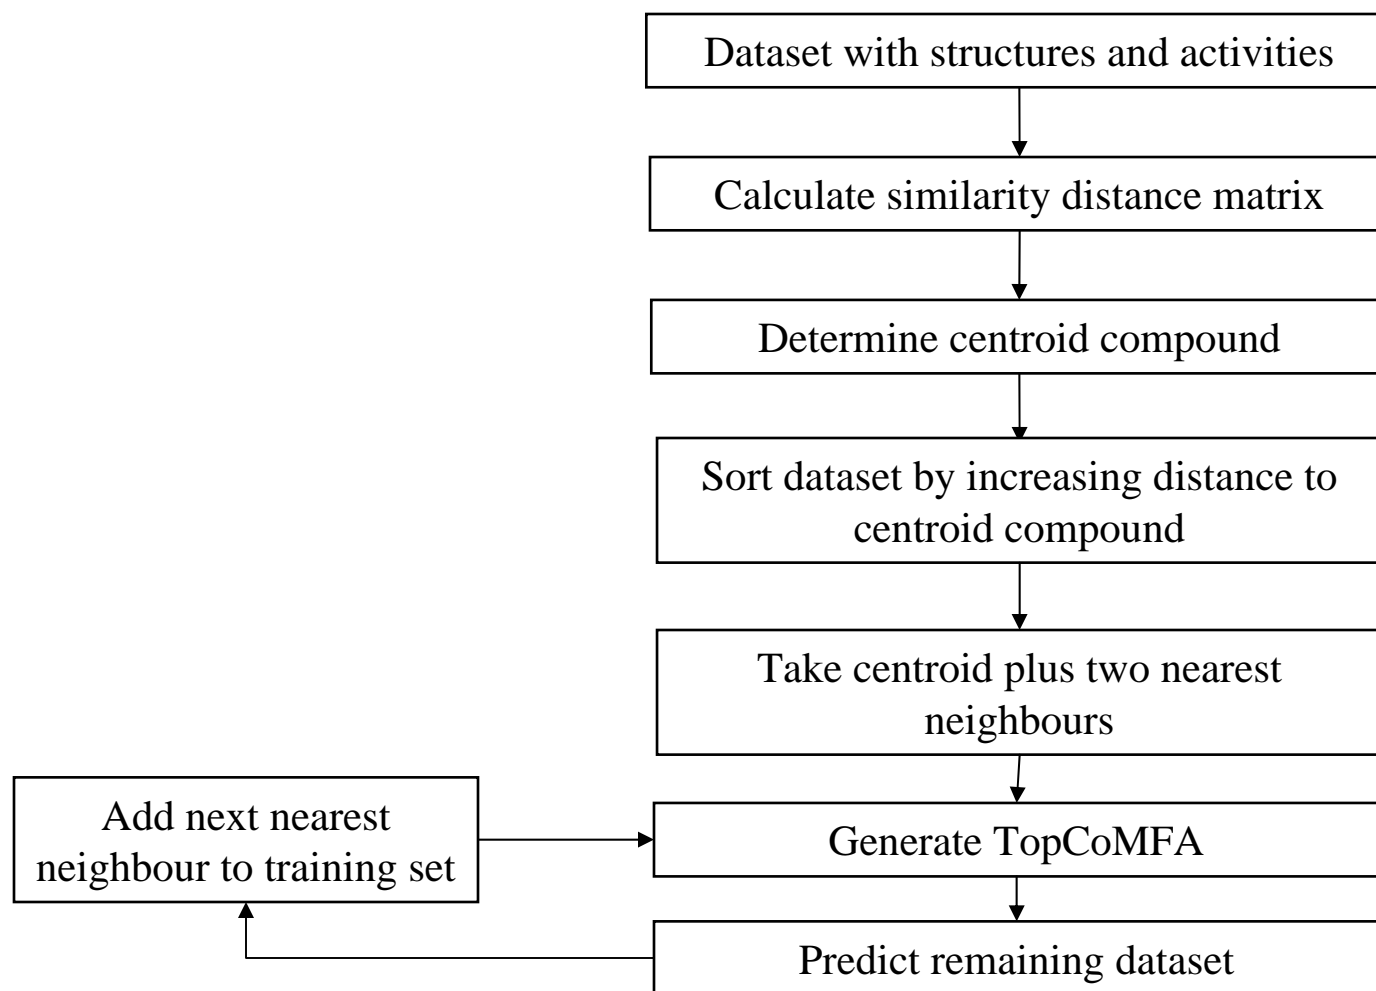 Dataset with structures and activities
Calculate similarity distance matrix
Determine centroid compound
Sort dataset by increasing distance to
centroid compound
Take centroid plus two nearest
neighbours
Add next nearest
neighbour to training set
Generate TopCoMFA
Predict remaining dataset